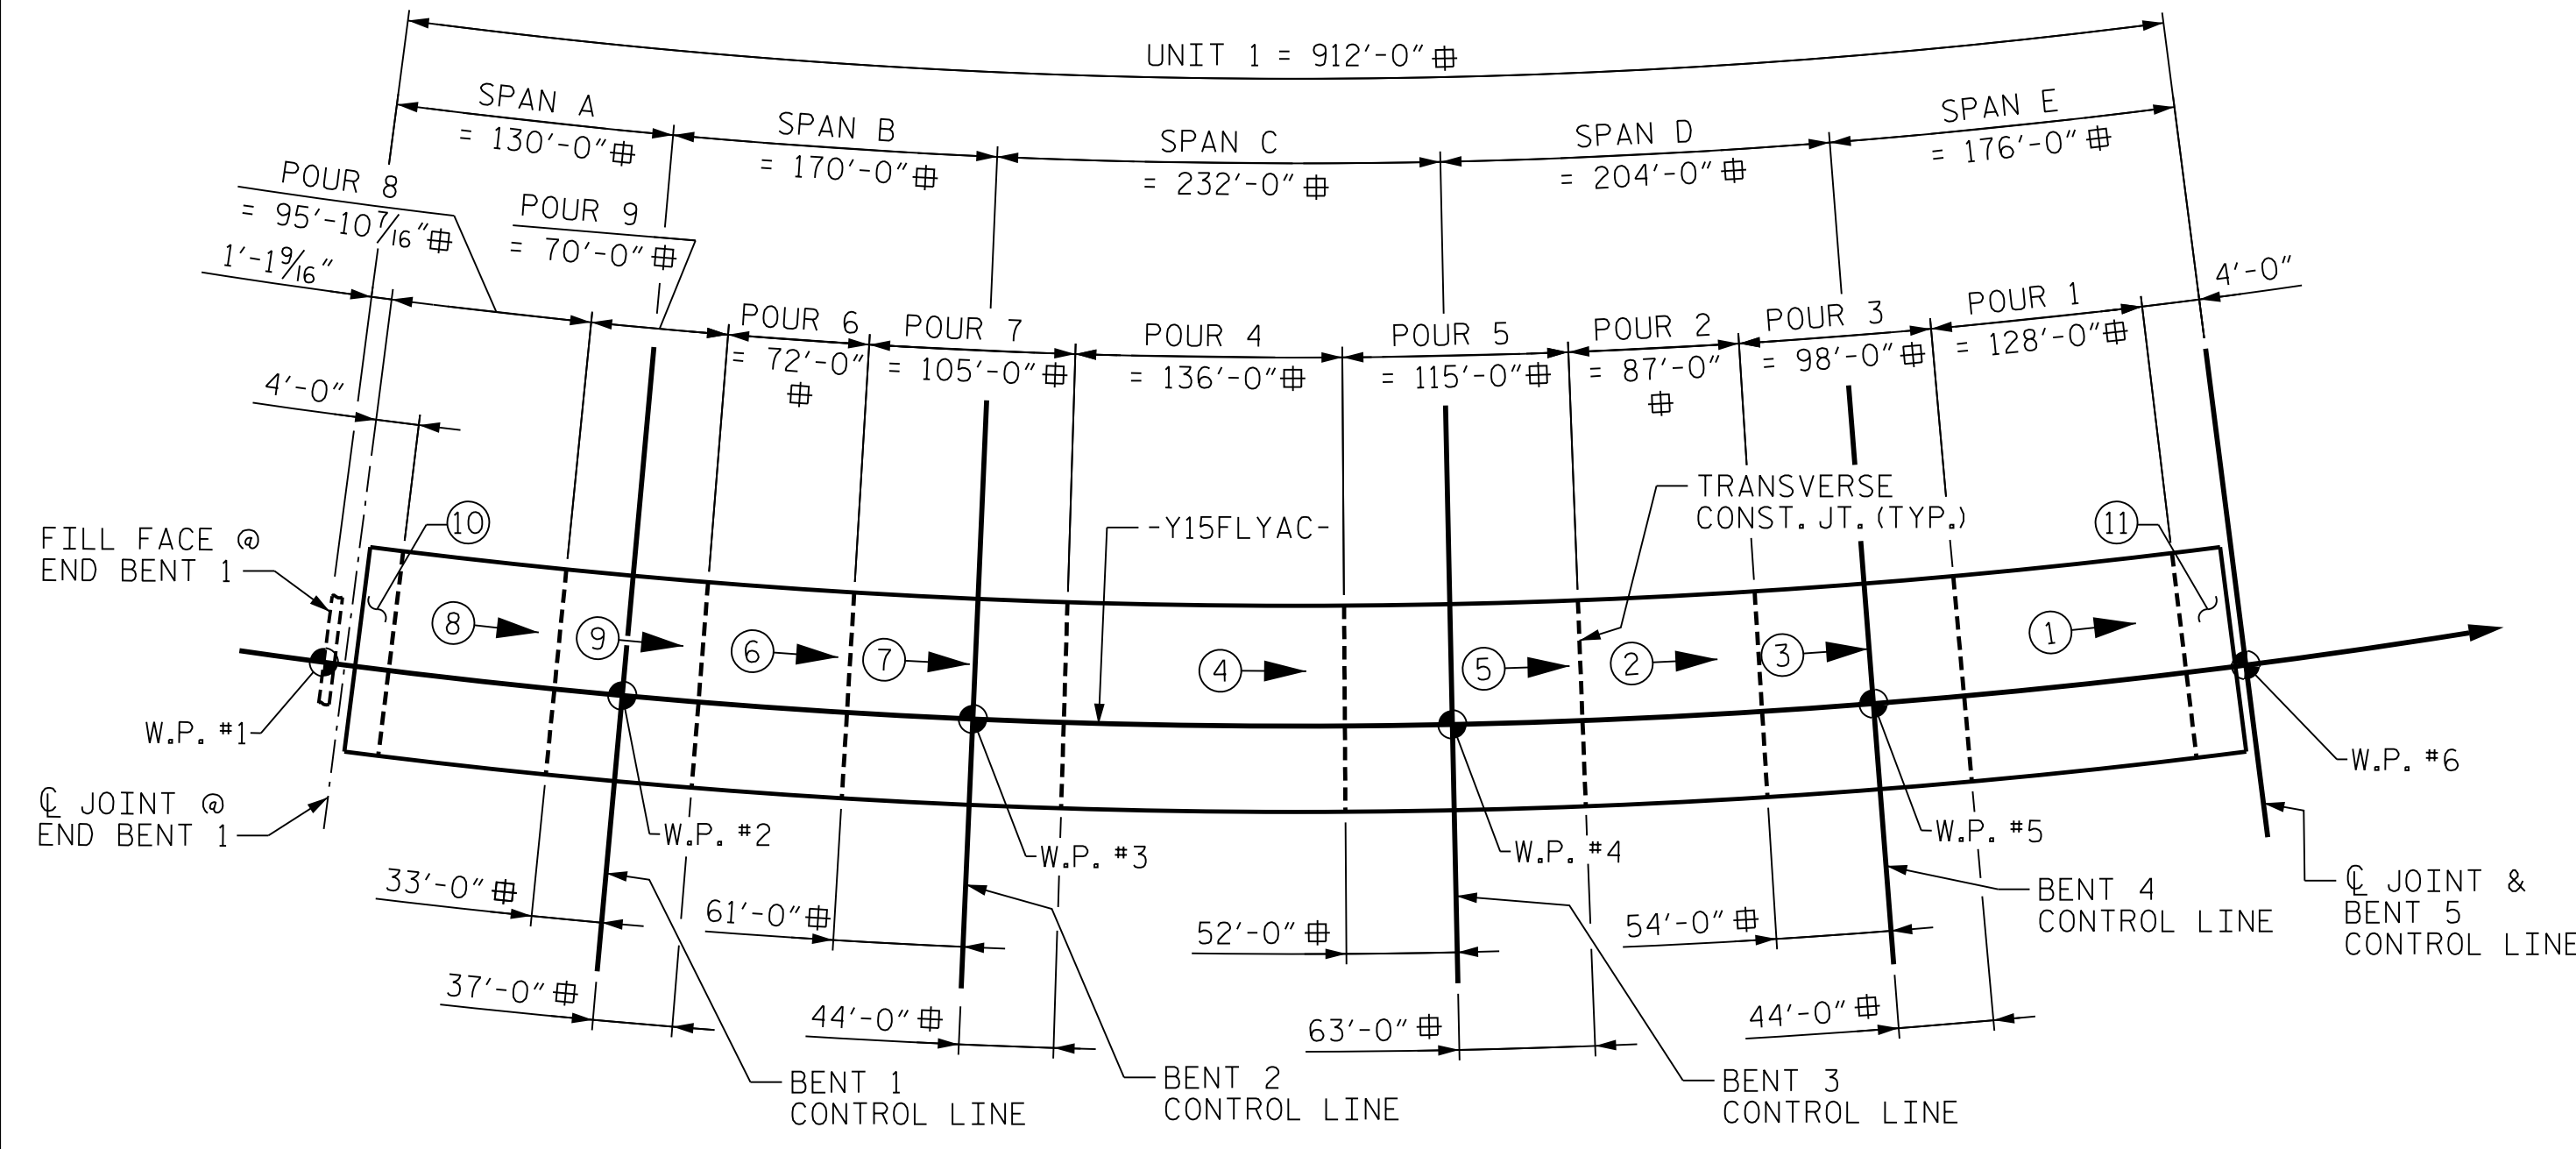 UNIT 1 = 912'-0" ⌗
SPAN A
= 130'-0" ⌗
SPAN B
= 170'-0" ⌗
SPAN C
= 232'-0" ⌗
SPAN D
= 204'-0" ⌗
SPAN E
= 176'-0" ⌗
POUR 8
= 95'-10 7/16" ⌗
POUR 9
= 70'-0" ⌗
1'-1 9/16"
4'-0"
POUR 6
= 72'-0"
⌗
POUR 7
= 105'-0" ⌗
POUR 4
= 136'-0" ⌗
POUR 5
= 115'-0" ⌗
POUR 2
= 87'-0"
⌗
POUR 3
= 98'-0" ⌗
POUR 1
= 128'-0" ⌗
4'-0"
TRANSVERSE
CONST. JT. (TYP.)
-Y15FLYAC-
FILL FACE @
END BENT 1
10
11
8
9
6
7
4
5
2
3
1
W.P. #1
W.P. #2
W.P. #3
W.P. #4
W.P. #5
W.P. #6
℄ JOINT @
END BENT 1
33'-0" ⌗
61'-0" ⌗
52'-0" ⌗
54'-0" ⌗
37'-0" ⌗
44'-0" ⌗
63'-0" ⌗
44'-0" ⌗
BENT 4
CONTROL LINE
℄ JOINT &
BENT 5
CONTROL LINE
BENT 1
CONTROL LINE
BENT 2
CONTROL LINE
BENT 3
CONTROL LINE